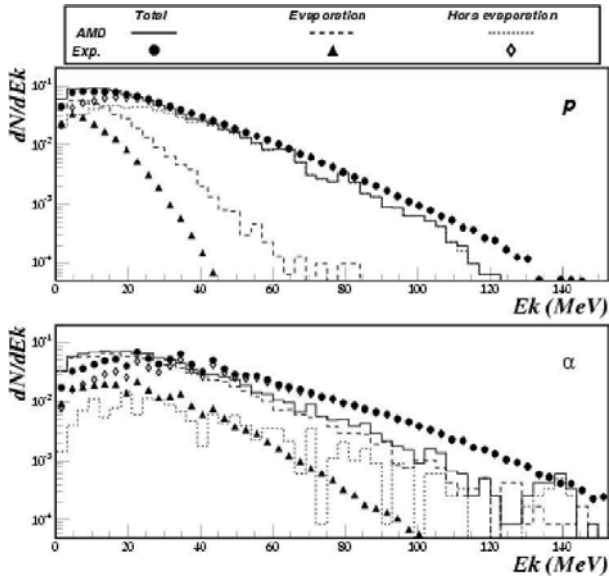 Total Evaporation Hors evaporation
AMD
Exp.
dN/dEk
10⁻¹
10⁻²
10⁻³
10⁻⁴
p
0 20 40 60 80 100 120 140
Ek (MeV)
dN/dEk
10⁻¹
10⁻²
10⁻³
10⁻⁴
α
0 20 40 60 80 100 120 140
Ek (MeV)